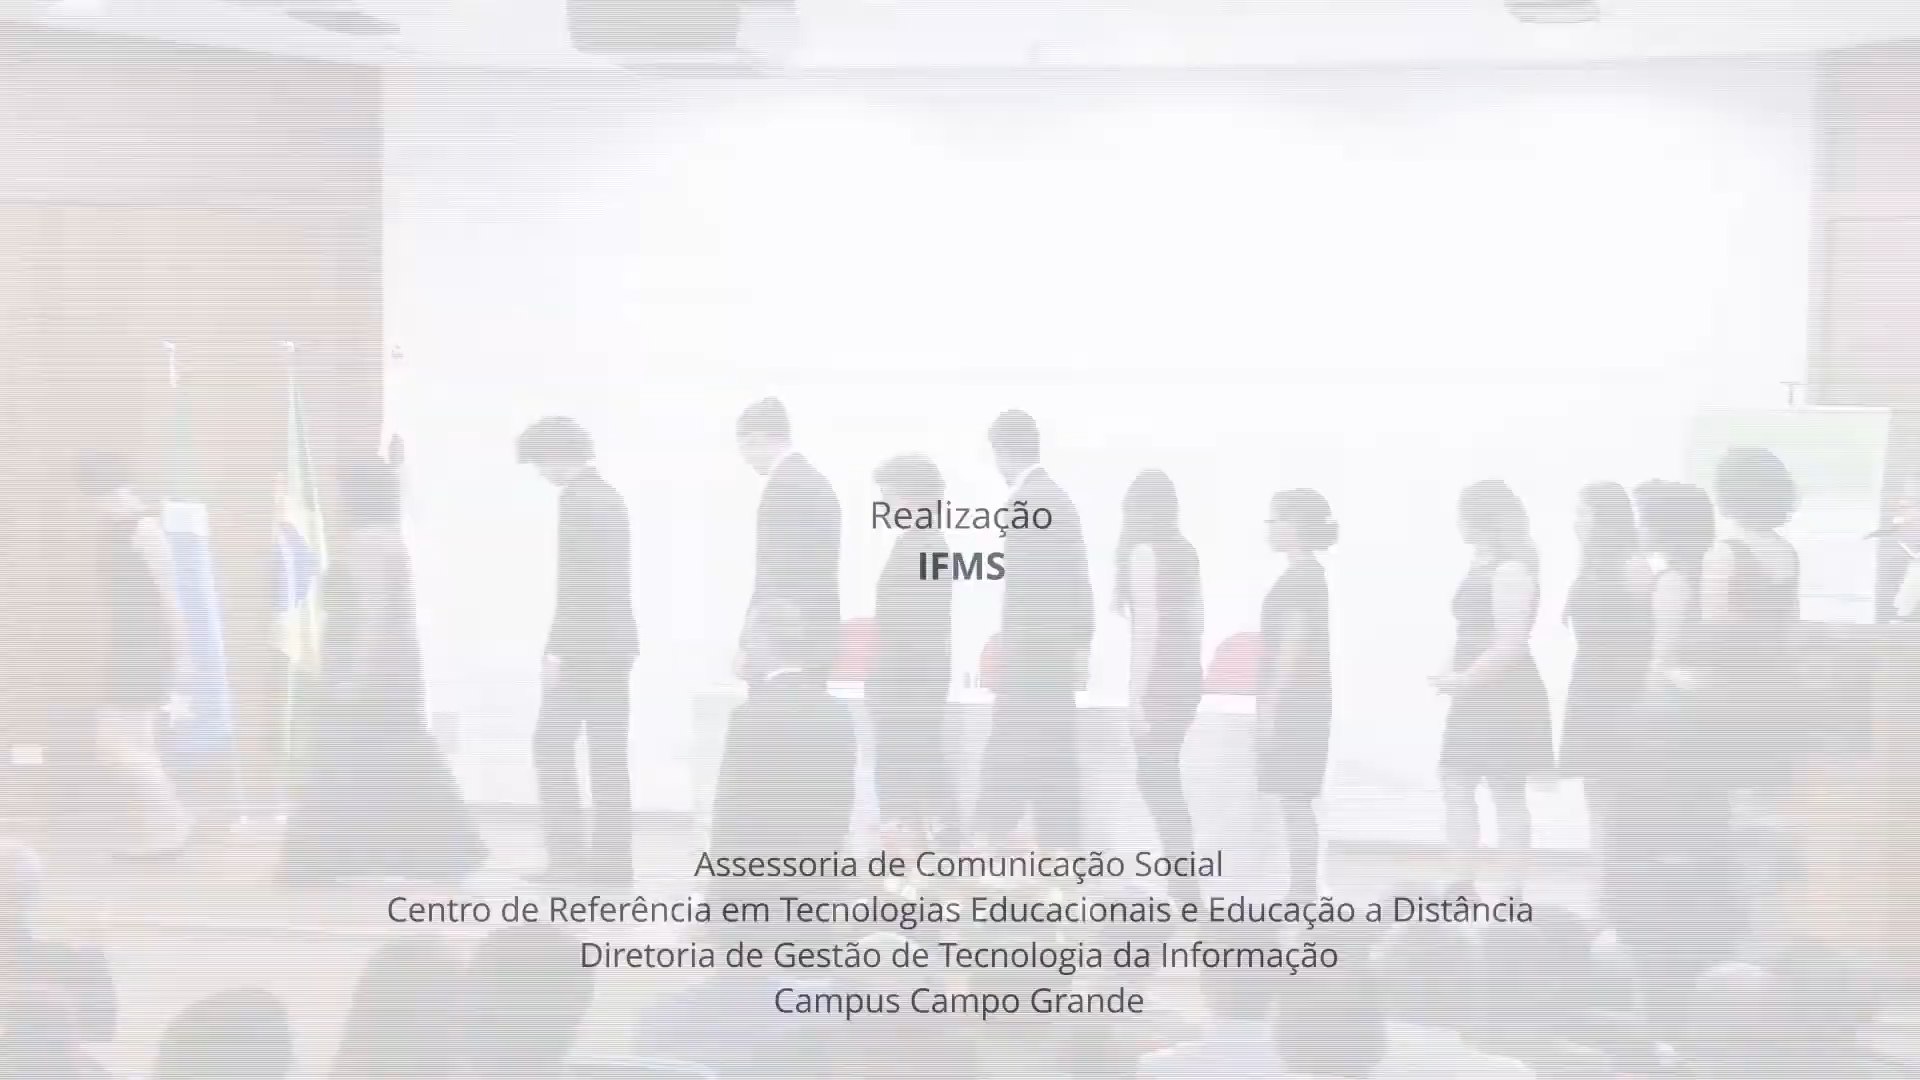 Realização
IFMS
Assessoria de Comunicação Social
Centro de Referência em Tecnologias Educacionais e Educação a Distância
Diretoria de Gestão de Tecnologia da Informação
Campus Campo Grande